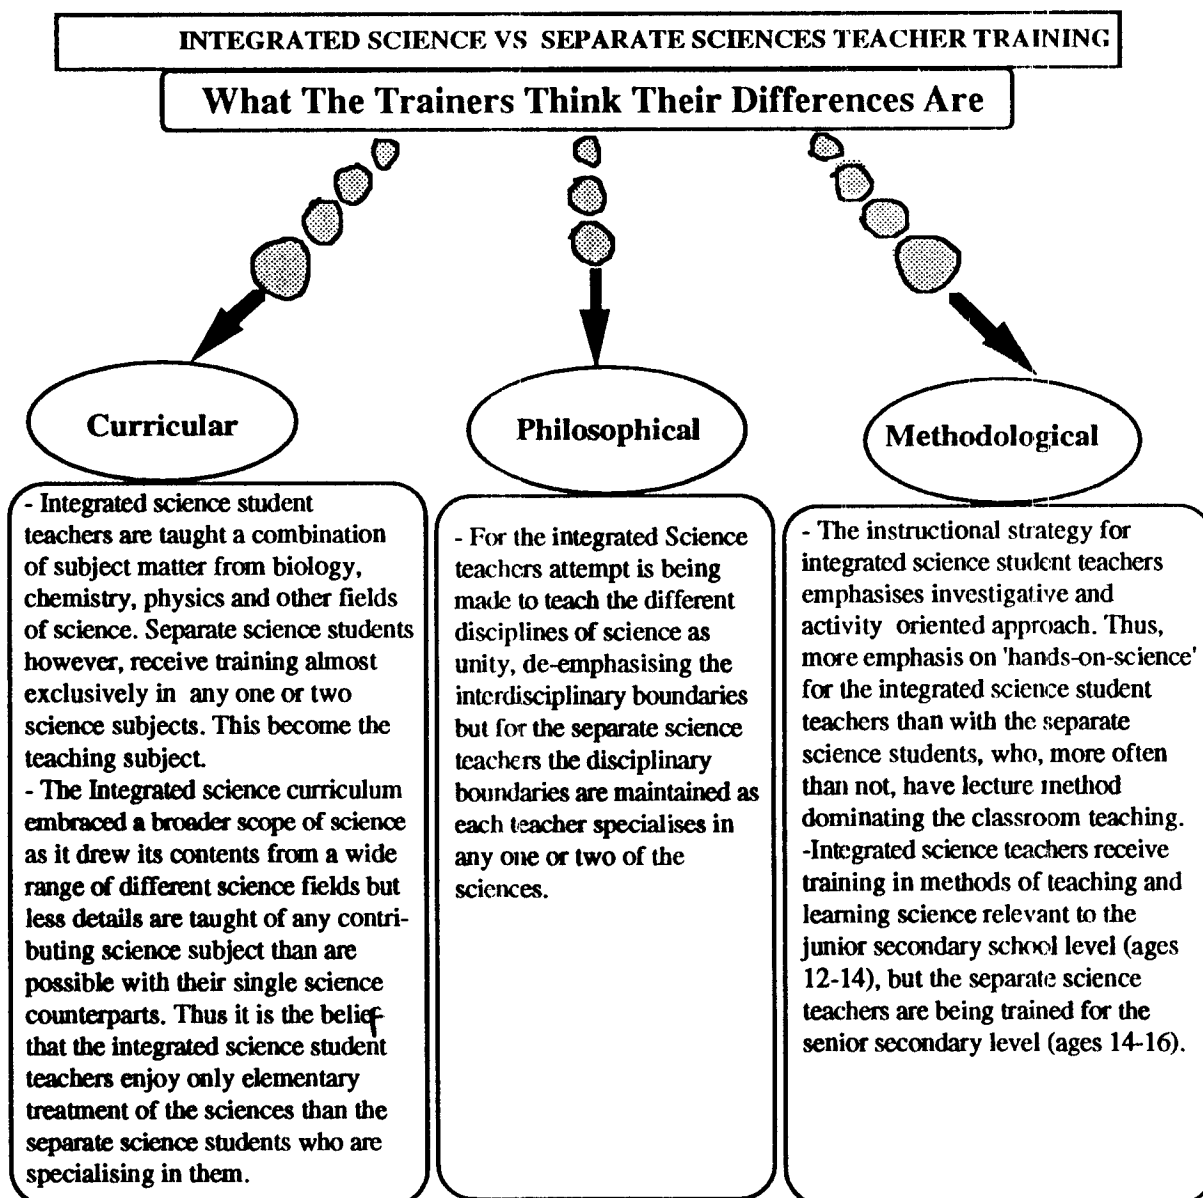 INTEGRATED SCIENCE VS SEPARATE SCIENCES TEACHER TRAINING
What The Trainers Think Their Differences Are
Curricular
- Integrated science student
teachers are taught a combination
of subject matter from biology,
chemistry, physics and other fields
of science. Separate science students
however, receive training almost
exclusively in any one or two
science subjects. This become the
teaching subject.
- The Integrated science curriculum
embraced a broader scope of science
as it drew its contents from a wide
range of different science fields but
less details are taught of any contri-
buting science subject than are
possible with their single science
counterparts. Thus it is the belief
that the integrated science student
teachers enjoy only elementary
treatment of the sciences than the
separate science students who are
specialising in them.
Philosophical
- For the integrated Science
teachers attempt is being
made to teach the different
disciplines of science as
unity, de-emphasising the
interdisciplinary boundaries
but for the separate science
teachers the disciplinary
boundaries are maintained as
each teacher specialises in
any one or two of the
sciences.
Methodological
- The instructional strategy for
integrated science student teachers
emphasises investigative and
activity oriented approach. Thus,
more emphasis on 'hands-on-science'
for the integrated science student
teachers than with the separate
science students, who, more often
than not, have lecture method
dominating the classroom teaching.
-Integrated science teachers receive
training in methods of teaching and
learning science relevant to the
junior secondary school level (ages
12-14), but the separate science
teachers are being trained for the
senior secondary level (ages 14-16).